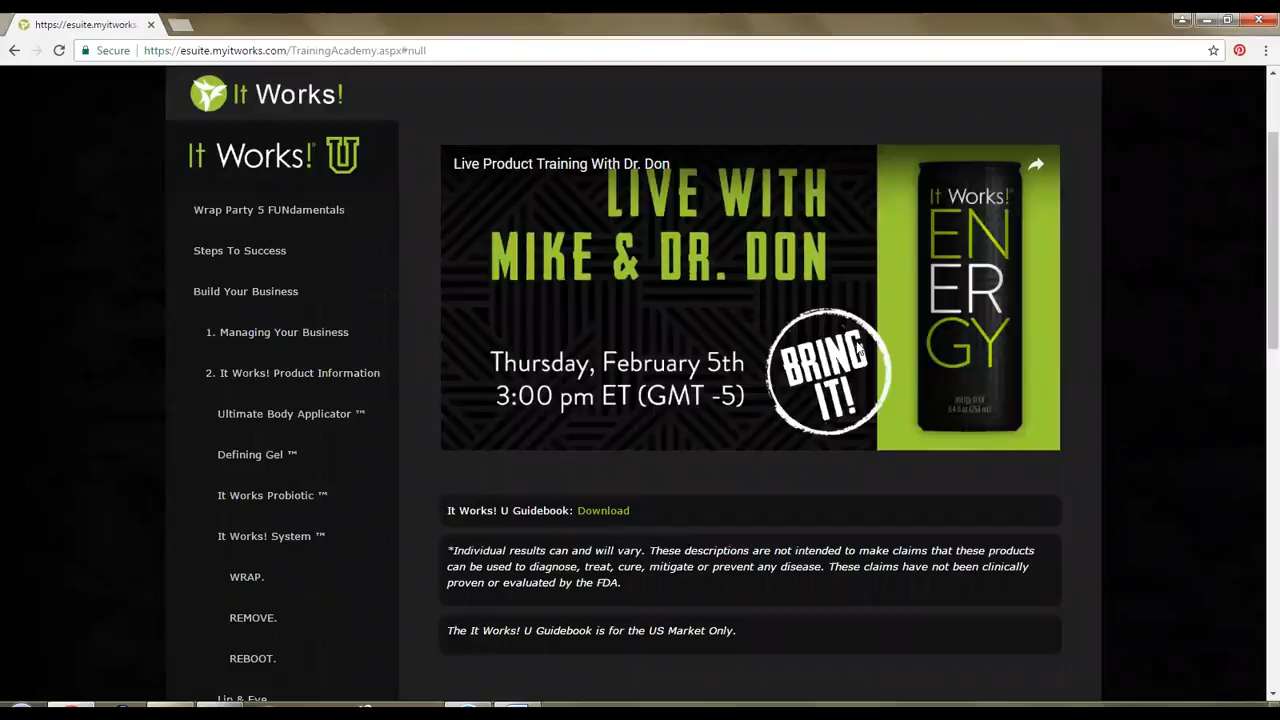 https://esuite.myitworks
Secure
https://esuite.myitworks.com/TrainingAcademy.aspx#null
It Works!
It Works! U
Wrap Party 5 FUNdamentals
Steps To Success
Build Your Business
1. Managing Your Business
2. It Works! Product Information
Ultimate Body Applicator ™
Defining Gel ™
It Works Probiotic ™
It Works! System ™
WRAP.
REMOVE.
REBOOT.
Lip & Eye
Live Product Training With Dr. Don
LIVE WITH
MIKE & DR. DON
Thursday, February 5th
3:00 pm ET (GMT -5)
BRING
IT!
It Works!
EN
ER
GY
It Works! U Guidebook: Download
*Individual results can and will vary. These descriptions are not intended to make claims that these products
can be used to diagnose, treat, cure, mitigate or prevent any disease. These claims have not been clinically
proven or evaluated by the FDA.
The It Works! U Guidebook is for the US Market Only.